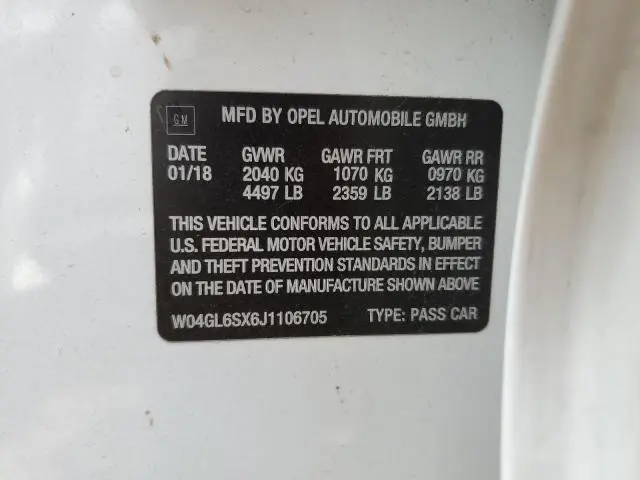 GM MFD BY OPEL AUTOMOBILE GMBH
DATE GVWR GAWR FRT GAWR RR
01/18 2040 KG 1070 KG 0970 KG
4497 LB 2359 LB 2138 LB
THIS VEHICLE CONFORMS TO ALL APPLICABLE
U.S. FEDERAL MOTOR VEHICLE SAFETY, BUMPER
AND THEFT PREVENTION STANDARDS IN EFFECT
ON THE DATE OF MANUFACTURE SHOWN ABOVE
W04GL6SX6J1106705 TYPE: PASS CAR